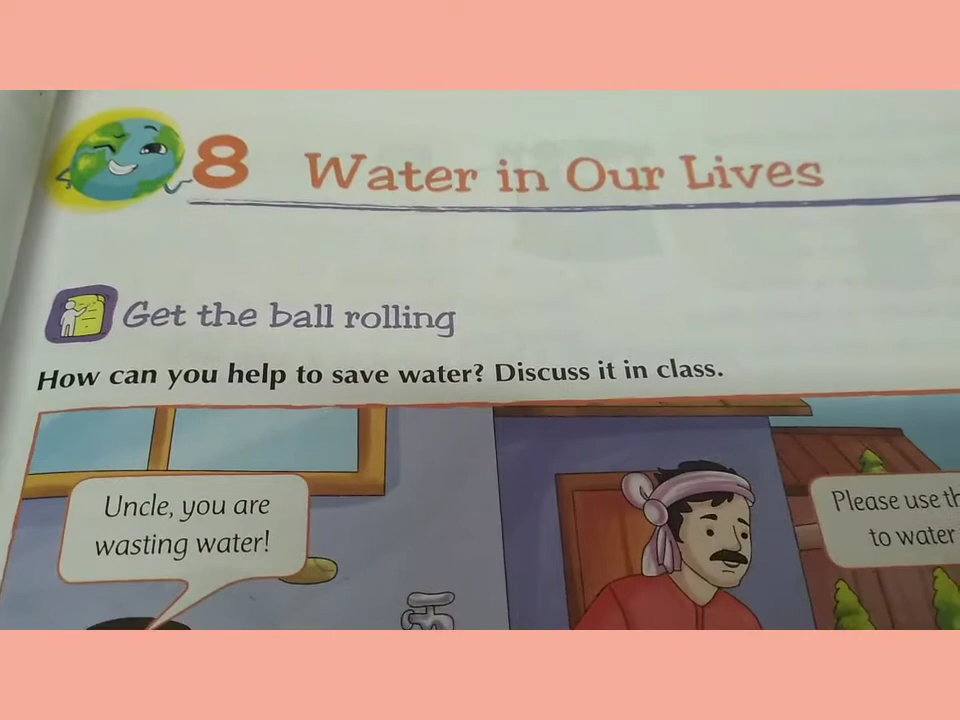 8 Water in Our Lives
Get the ball rolling
How can you help to save water? Discuss it in class.
Uncle, you are
wasting water!
Please use
to water